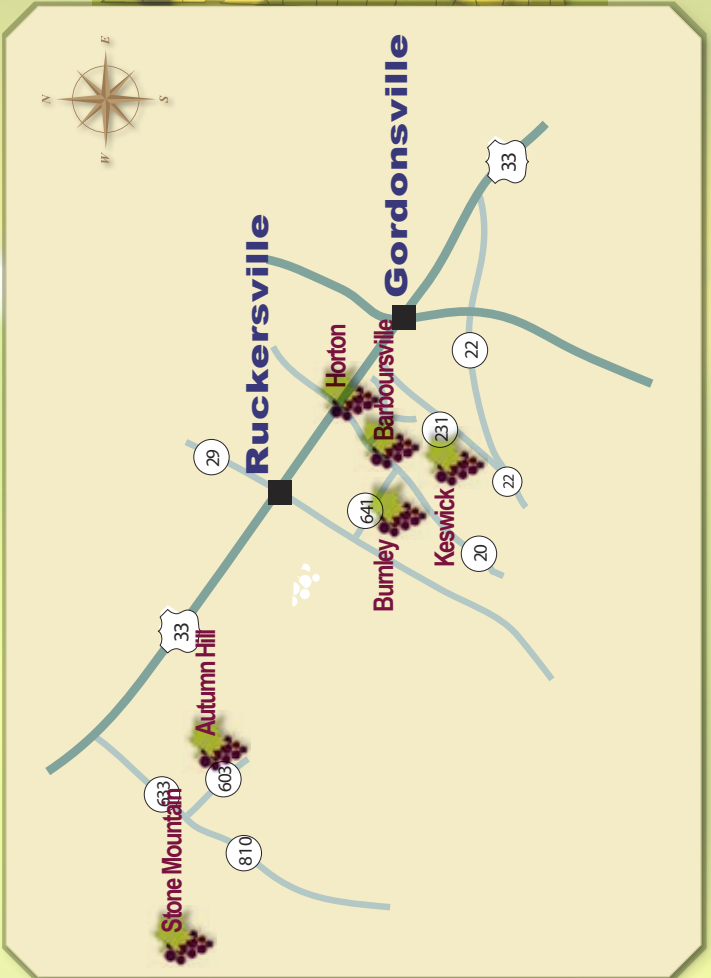 E
N
S
W
33
Gordonsville
Ruckersville
22
Horton
Barboursville
231
29
22
641
Keswick
20
Burnley
33
Autumn Hill
603
633
Stone Mountain
810